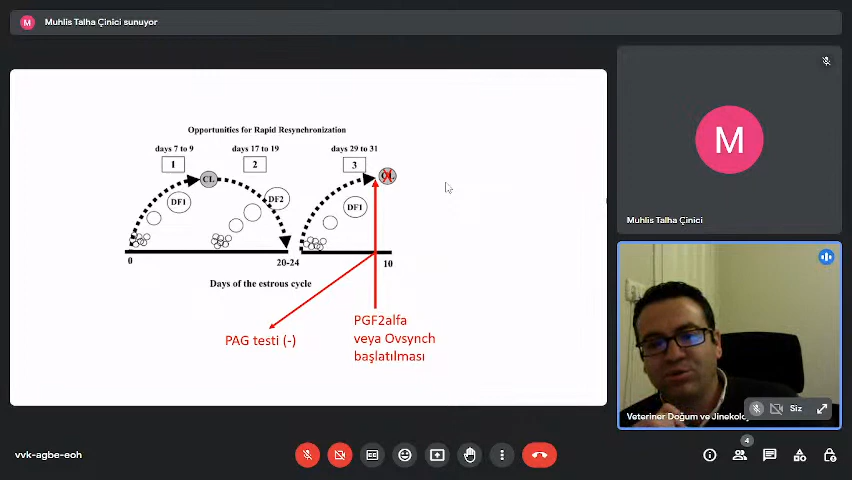 M Muhlis Talha Çinici sunuyor
Opportunities for Rapid Resynchronization
days 7 to 9 days 17 to 19 days 29 to 31
1 2 3
CL CL
DF1 DF2 DF1
0 20-24 10
Days of the estrous cycle
PAG testi (-)
PGF2alfa
veya Ovsynch
başlatılması
M
Muhlis Talha Çinici
Veteriner Doğum ve Jinekoloj
Siz
vvk-agbe-eoh
4